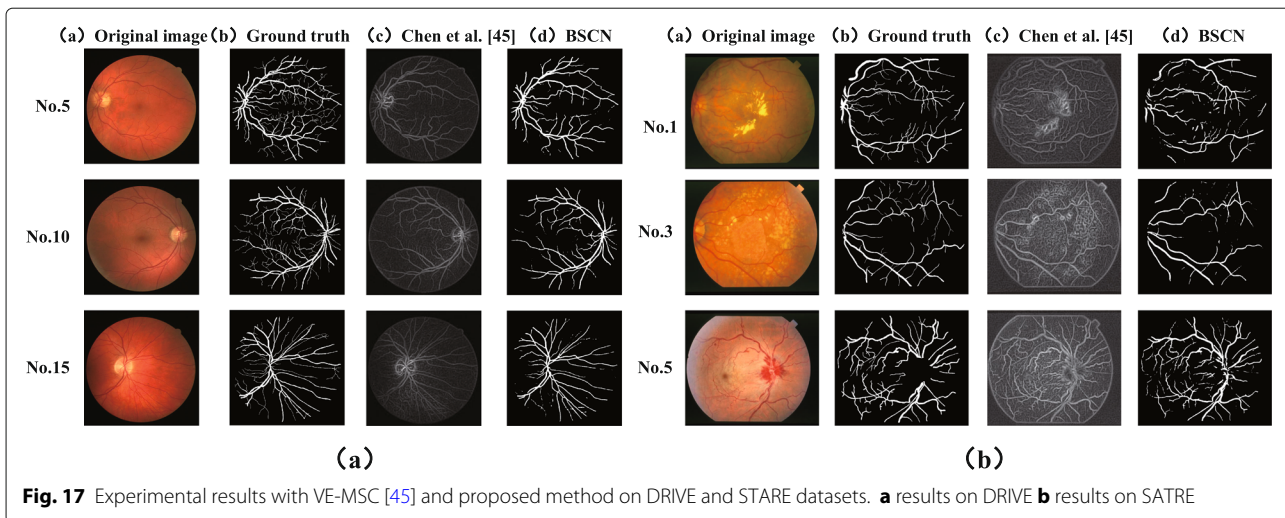 (a) Original image (b) Ground truth (c) Chen et al. [45] (d) BSCN
No.5
No.10
No.15
(a)
(a) Original image (b) Ground truth (c) Chen et al. [45] (d) BSCN
No.1
No.3
No.5
(b)
Fig. 17 Experimental results with VE-MSC [45] and proposed method on DRIVE and STARE datasets. a results on DRIVE b results on SATRE